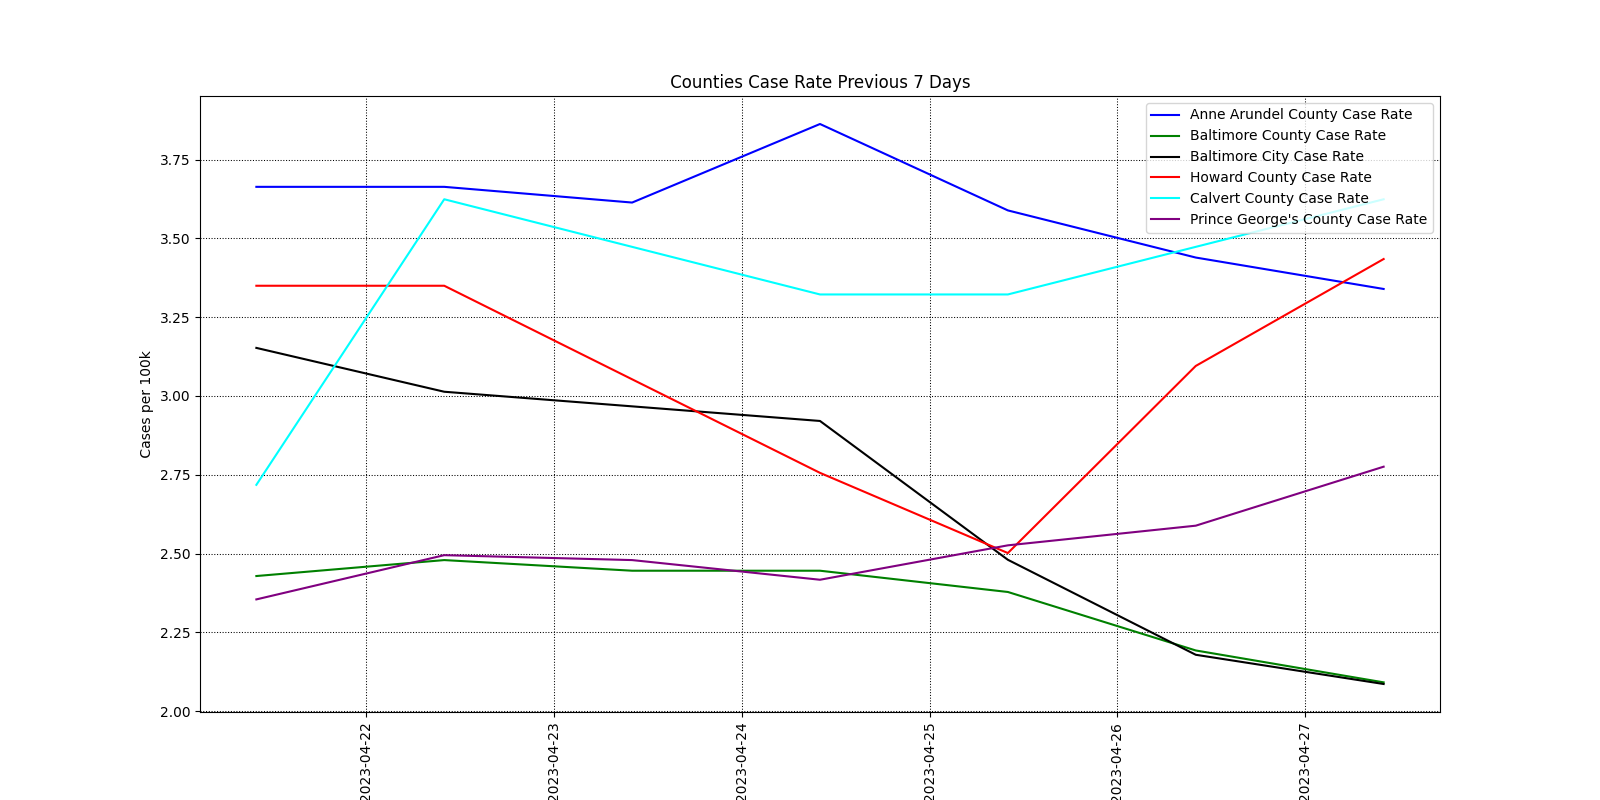 Counties Case Rate Previous 7 Days
Anne Arundel County Case Rate
Baltimore County Case Rate
Baltimore City Case Rate
Howard County Case Rate
Calvert County Case Rate
Prince George's County Case Rate
Cases per 100k
3.75
3.50
3.25
3.00
2.75
2.50
2.25
2.00
2023-04-22
2023-04-23
2023-04-24
2023-04-25
2023-04-26
2023-04-27